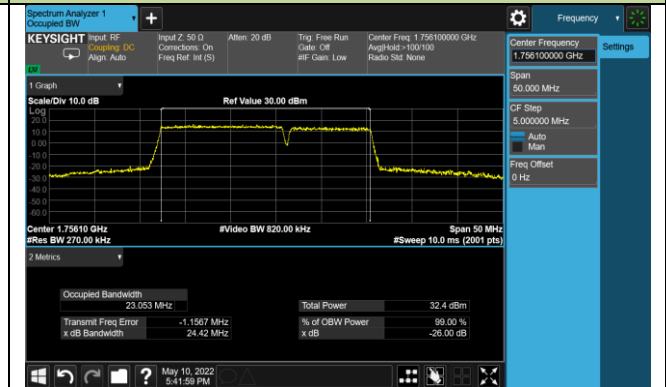 Spectrum Analyzer 1
Occupied BW
+
Frequency
KEYSIGHT
Input: RF
Coupling: DC
Align: Auto
Input Z: 50 Ω
Corrections: On
Freq Ref: Int (S)
Atten: 20 dB
Trig: Free Run
Gate: Off
#IF Gain: Low
Center Freq: 1.756100000 GHz
Avg|Hold:>100/100
Radio Std: None
Center Frequency
1.756100000 GHz
Settings
Span
50.000 MHz
CF Step
5.000000 MHz
Auto
Man
Freq Offset
0 Hz
1 Graph
Scale/Div 10.0 dB
Ref Value 30.00 dBm
Log
20.0
10.0
0.00
-10.0
-20.0
-30.0
-40.0
-50.0
-60.0
Center 1.75610 GHz
#Res BW 270.00 kHz
#Video BW 820.00 kHz
Span 50 MHz
#Sweep 10.0 ms (2001 pts)
2 Metrics
Occupied Bandwidth
23.053 MHz
Total Power
32.4 dBm
Transmit Freq Error
-1.1567 MHz
% of OBW Power
99.00 %
x dB Bandwidth
24.42 MHz
x dB
-26.00 dB
?
May 10, 2022
5:41:59 PM